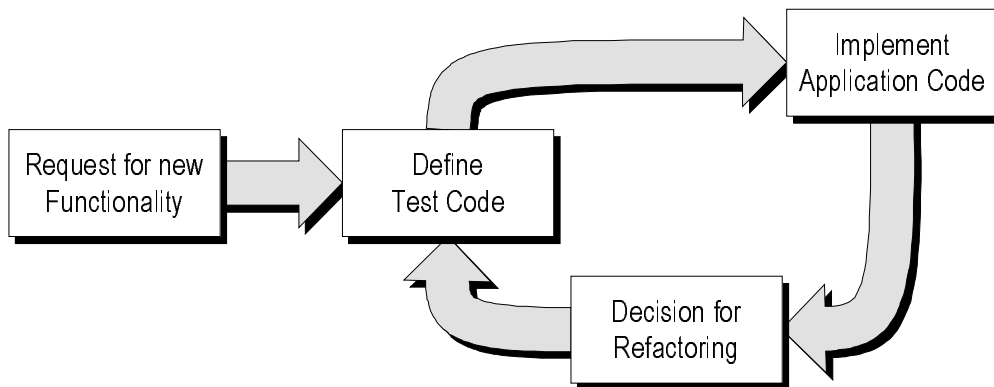 Request for new
Functionality
Define
Test Code
Implement
Application Code
Decision for
Refactoring